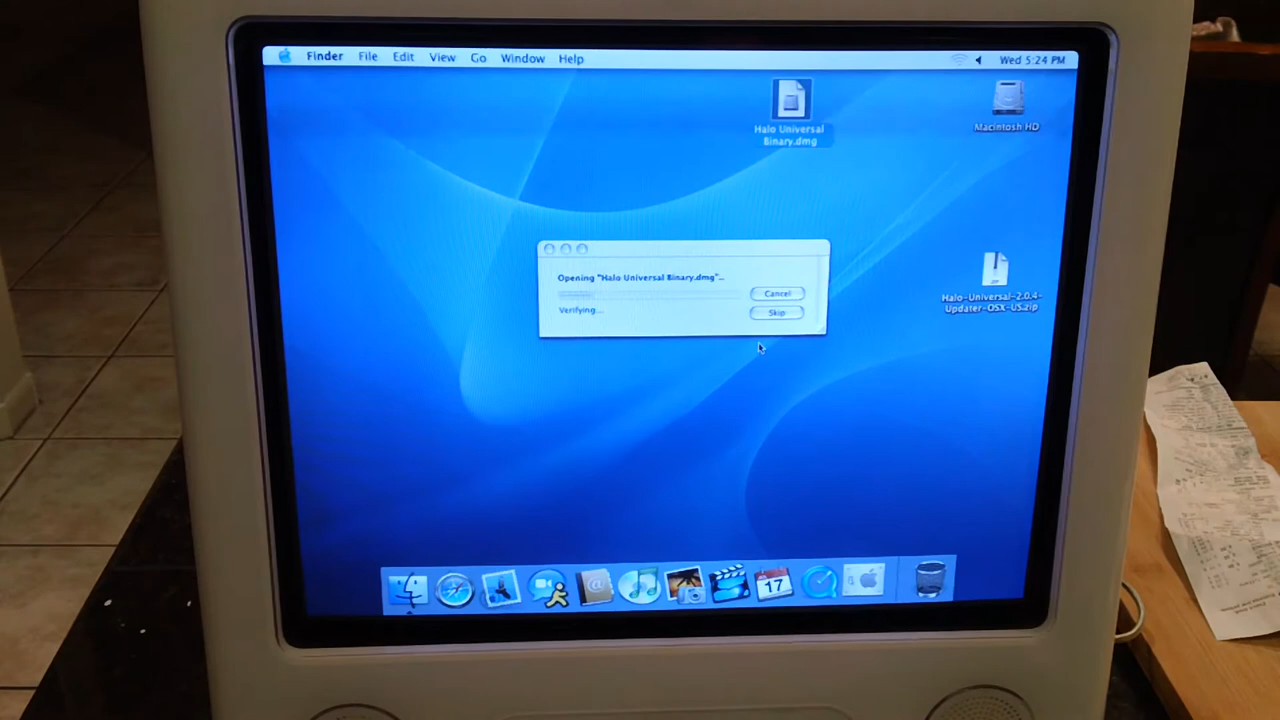 Finder File Edit View Go Window Help
Wed 5:24 PM
Halo Universal
Binary.dmg
Macintosh HD
Opening "Halo Universal Binary.dmg"...
Cancel
Verifying...
Skip
ZIP
Halo-Universal-2.0.4-
Updater-OSX-US.zip
17